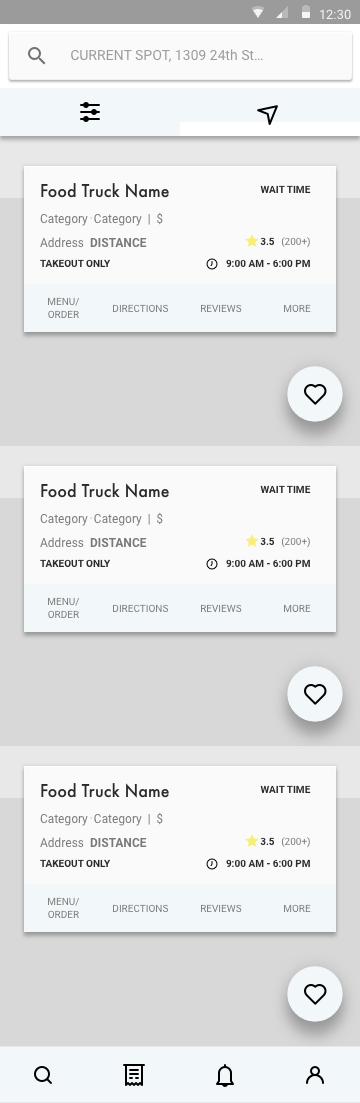 12:30
CURRENT SPOT, 1309 24th St...
Food Truck Name
WAIT TIME
Category·Category | $
Address DISTANCE
3.5 (200+)
TAKEOUT ONLY
9:00 AM - 6:00 PM
MENU/
ORDER
DIRECTIONS
REVIEWS
MORE
Food Truck Name
WAIT TIME
Category·Category | $
Address DISTANCE
3.5 (200+)
TAKEOUT ONLY
9:00 AM - 6:00 PM
MENU/
ORDER
DIRECTIONS
REVIEWS
MORE
Food Truck Name
WAIT TIME
Category·Category | $
Address DISTANCE
3.5 (200+)
TAKEOUT ONLY
9:00 AM - 6:00 PM
MENU/
ORDER
DIRECTIONS
REVIEWS
MORE